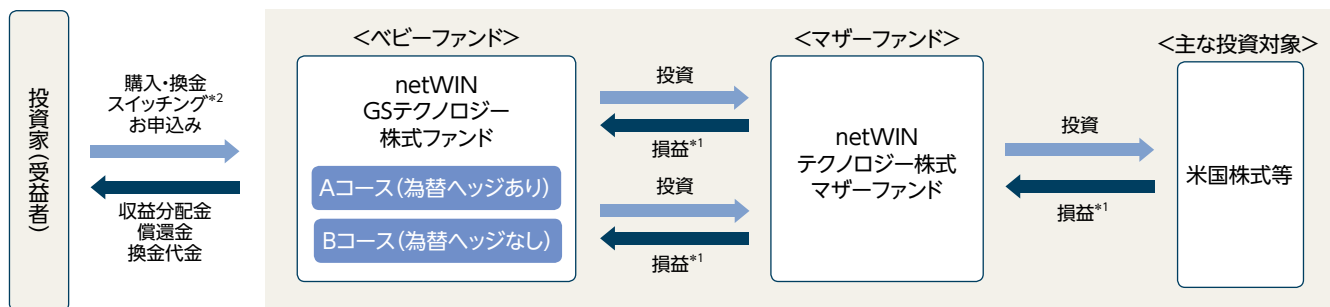 投資家(受益者)
購入・換金
スイッチング*2
お申込み
収益分配金
償還金
換金代金
<ベビーファンド>
netWIN
GSテクノロジー
株式ファンド
Aコース(為替ヘッジあり)
Bコース(為替ヘッジなし)
投資
損益*1
投資
損益*1
<マザーファンド>
netWIN
テクノロジー株式
マザーファンド
投資
損益*1
<主な投資対象>
米国株式等